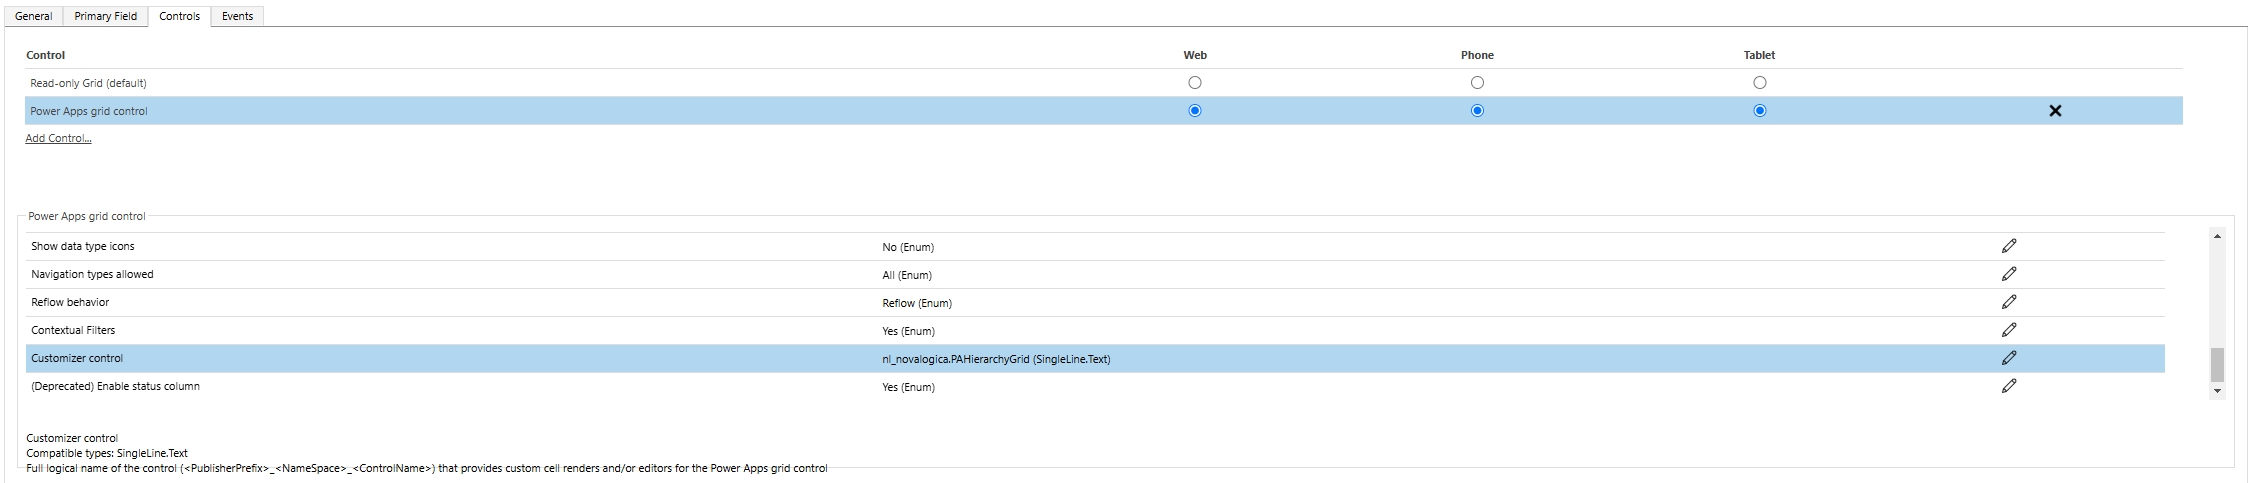 General Primary Field Controls Events
Control Web Phone Tablet
Read-only Grid (default)
Power Apps grid control
Add Control...
Power Apps grid control
Show data type icons No (Enum)
Navigation types allowed All (Enum)
Reflow behavior Reflow (Enum)
Contextual Filters Yes (Enum)
Customizer control nl_novalogica.PAHierarchyGrid (SingleLine.Text)
(Deprecated) Enable status column Yes (Enum)
Customizer control
Compatible types: SingleLine.Text
Full logical name of the control (<PublisherPrefix>_<NameSpace>_<ControlName>) that provides custom cell renders and/or editors for the Power Apps grid control